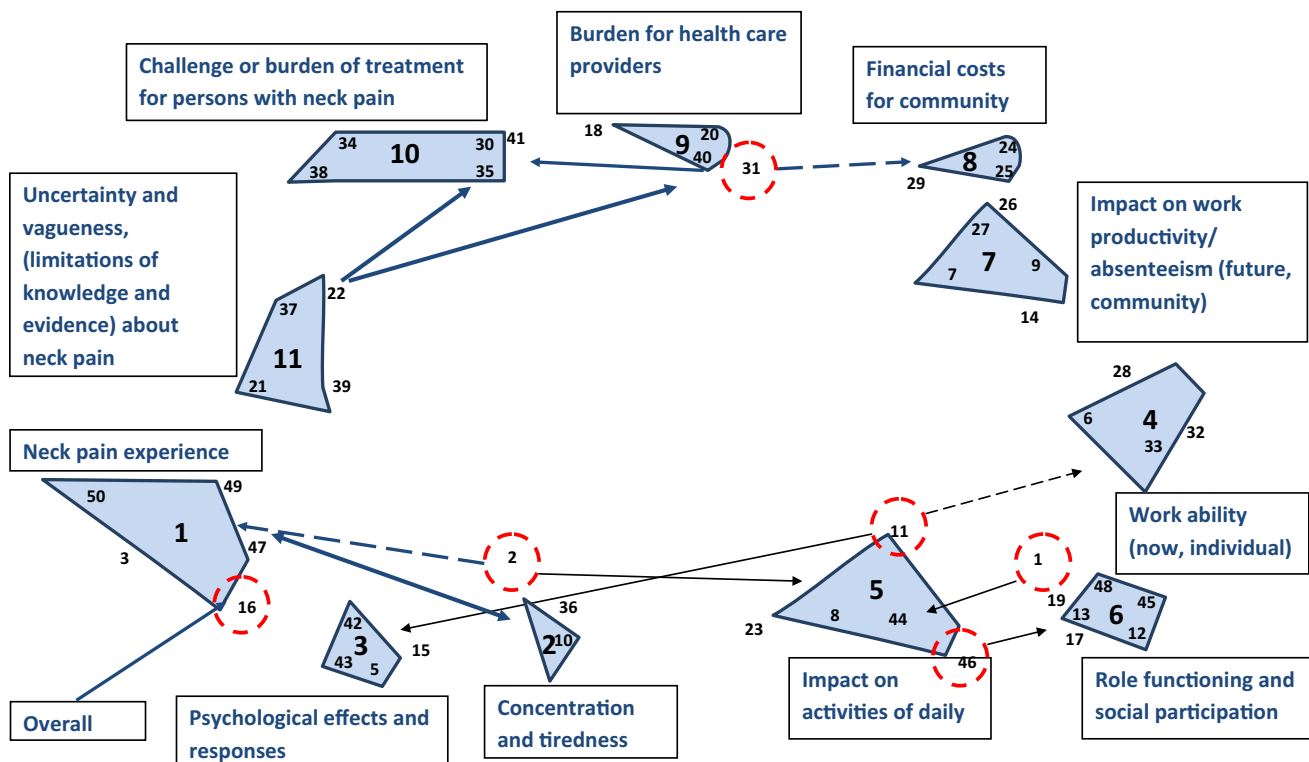 Burden for health care
providers
Challenge or burden of treatment
for persons with neck pain
Financial costs
for community
18
9
20
40
31
34
10
30
41
38
35
8
24
25
29
Uncertainty and
vagueness,
(limitations of
knowledge and
evidence) about
neck pain
26
27
7
7
9
14
Impact on work
productivity/
absenteeism (future,
community)
22
37
11
21
39
28
6
4
33
32
Work ability
(now, individual)
Neck pain experience
50
49
1
3
47
16
2
11
1
36
2
10
42
3
43
5
15
5
8
44
23
46
19
48
45
13
6
12
17
Overall
Psychological effects and
responses
Concentration
and tiredness
Impact on
activities of daily
Role functioning and
social participation